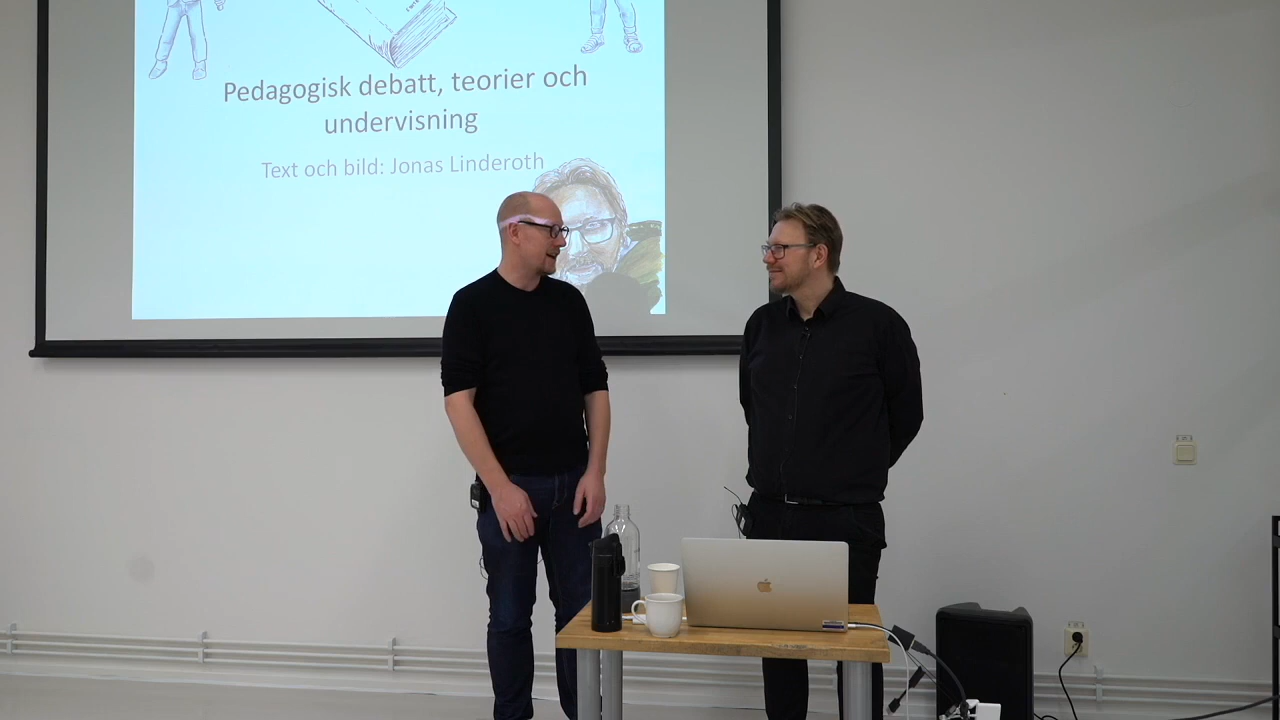 Pedagogisk debatt, teorier och
undervisning
Text och bild: Jonas Linderoth